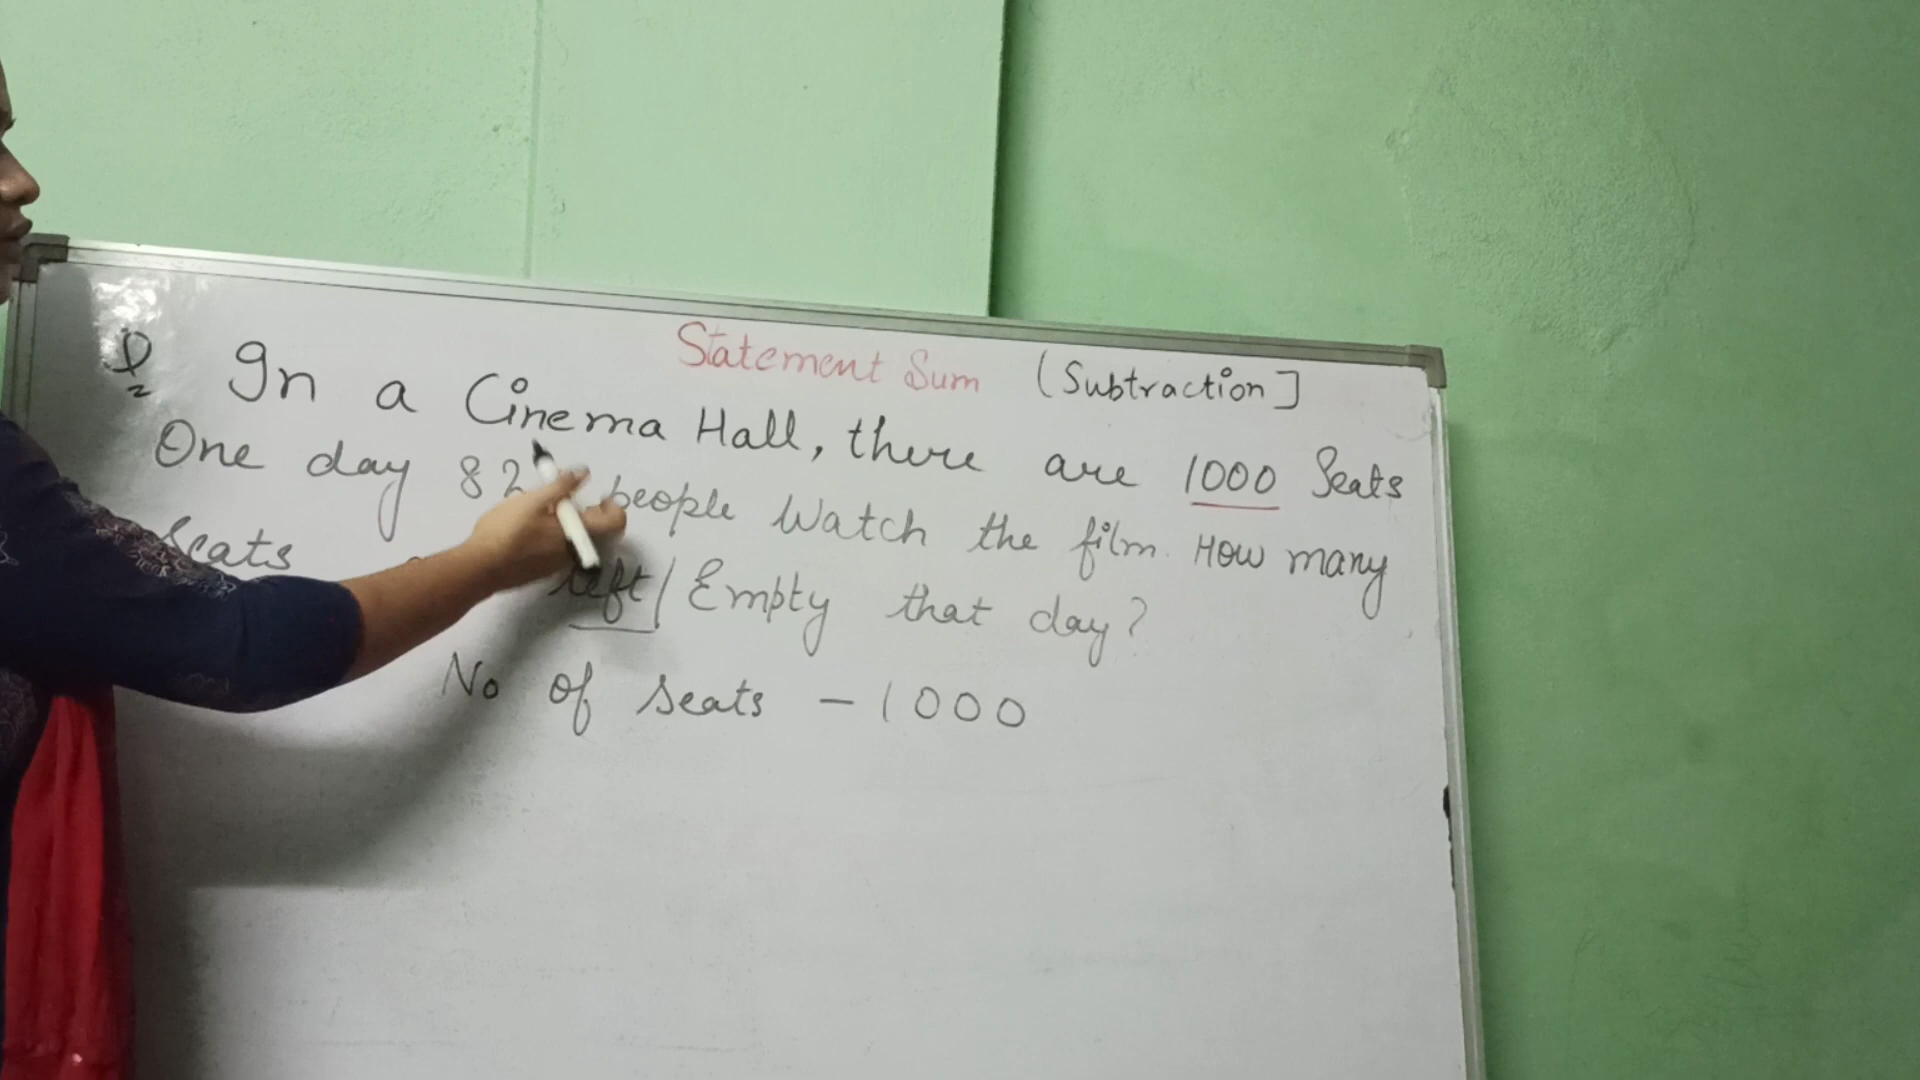 Statement Sum (Subtraction]
Q In a Cinema Hall, there are 1000 Seats
One day 82 people Watch the film. How many
Seats left/Empty that day?
No of seats - 1000